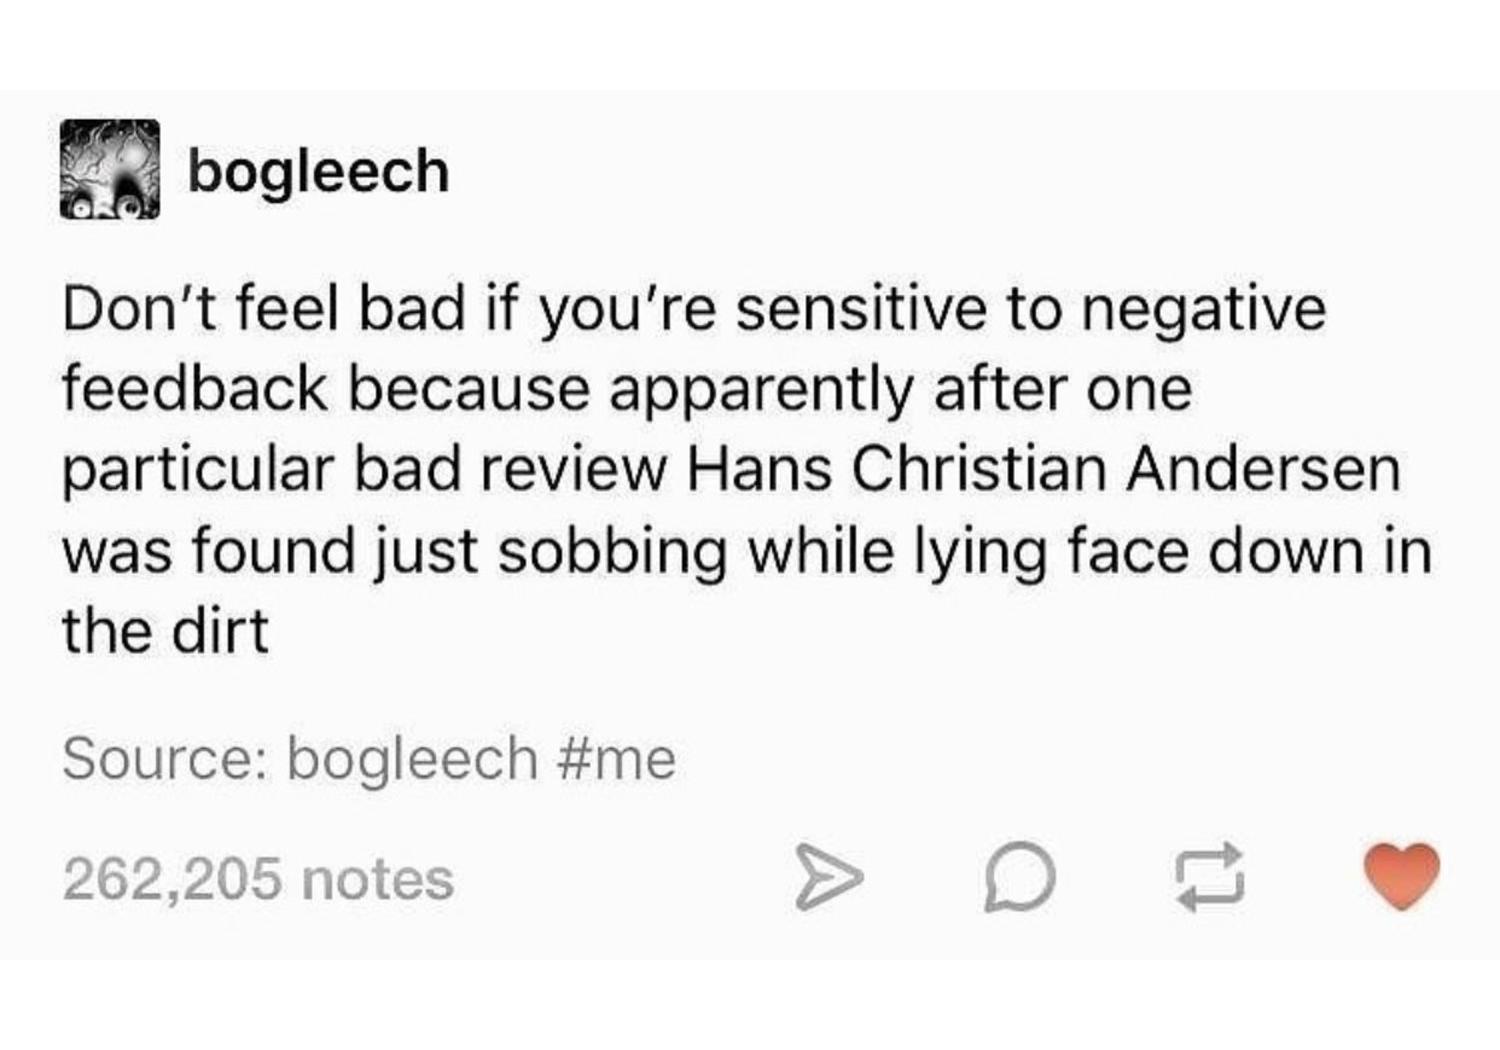 bogleech
Don't feel bad if you're sensitive to negative
feedback because apparently after one
particular bad review Hans Christian Andersen
was found just sobbing while lying face down in
the dirt
Source: bogleech #me
262,205 notes